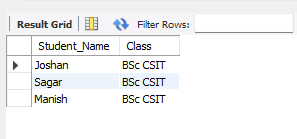 Result Grid Filter Rows:
Student_Name Class
Joshan BSc CSIT
Sagar BSc CSIT
Manish BSc CSIT